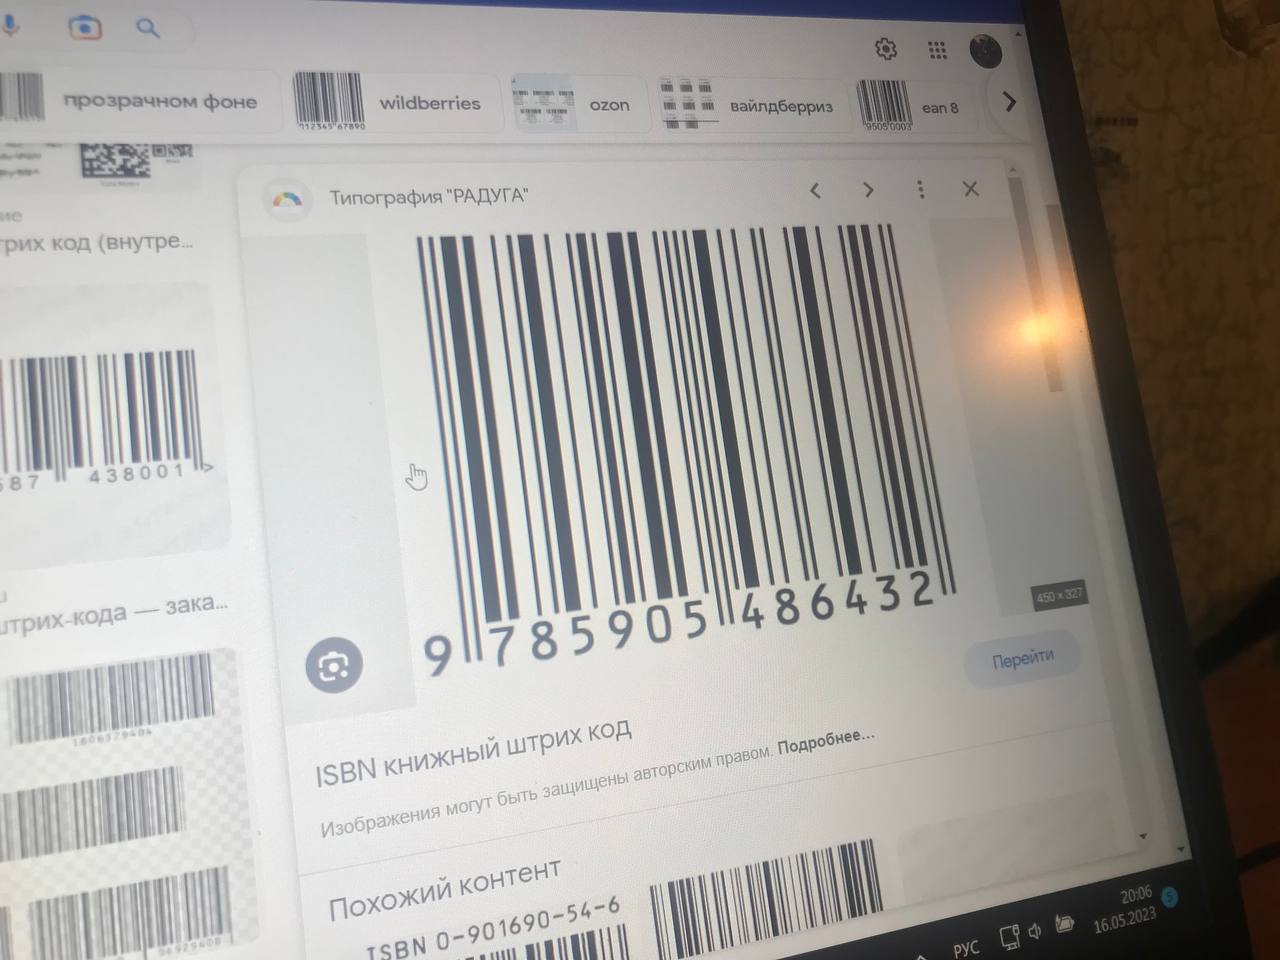 прозрачном фоне
wildberries
ozon
вайлдберриз
ean 8
Типография "РАДУГА"
рих код (внутре...
438001 >
штрих-кода — зака...
9 785905 486432
450 × 327
Перейти
ISBN книжный штрих код
Изображения могут быть защищены авторским правом. Подробнее...
Похожий контент
ISBN 0-901690-54-6
20:06
РУС
16.05.2023